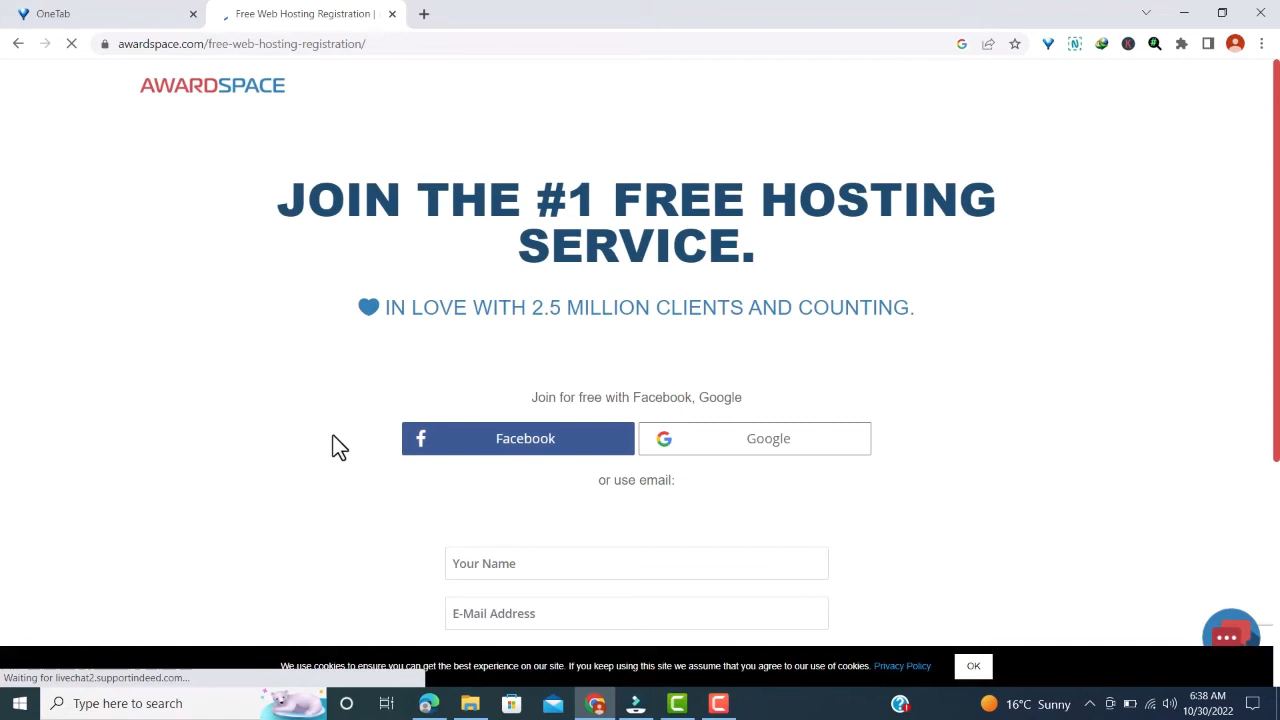 OneTab
Free Web Hosting Registration |
awardspace.com/free-web-hosting-registration/
AWARDSPACE
JOIN THE #1 FREE HOSTING
SERVICE.
IN LOVE WITH 2.5 MILLION CLIENTS AND COUNTING.
Join for free with Facebook, Google
Facebook
Google
or use email:
Your Name
E-Mail Address
We use cookies to ensure you can get the best experience on our site. If you keep using this site we assume that you agree to our use of cookies. Privacy Policy OK
Waiting for livechat2.supportindeed.com...
Type here to search
16°C Sunny
6:38 AM
10/30/2022